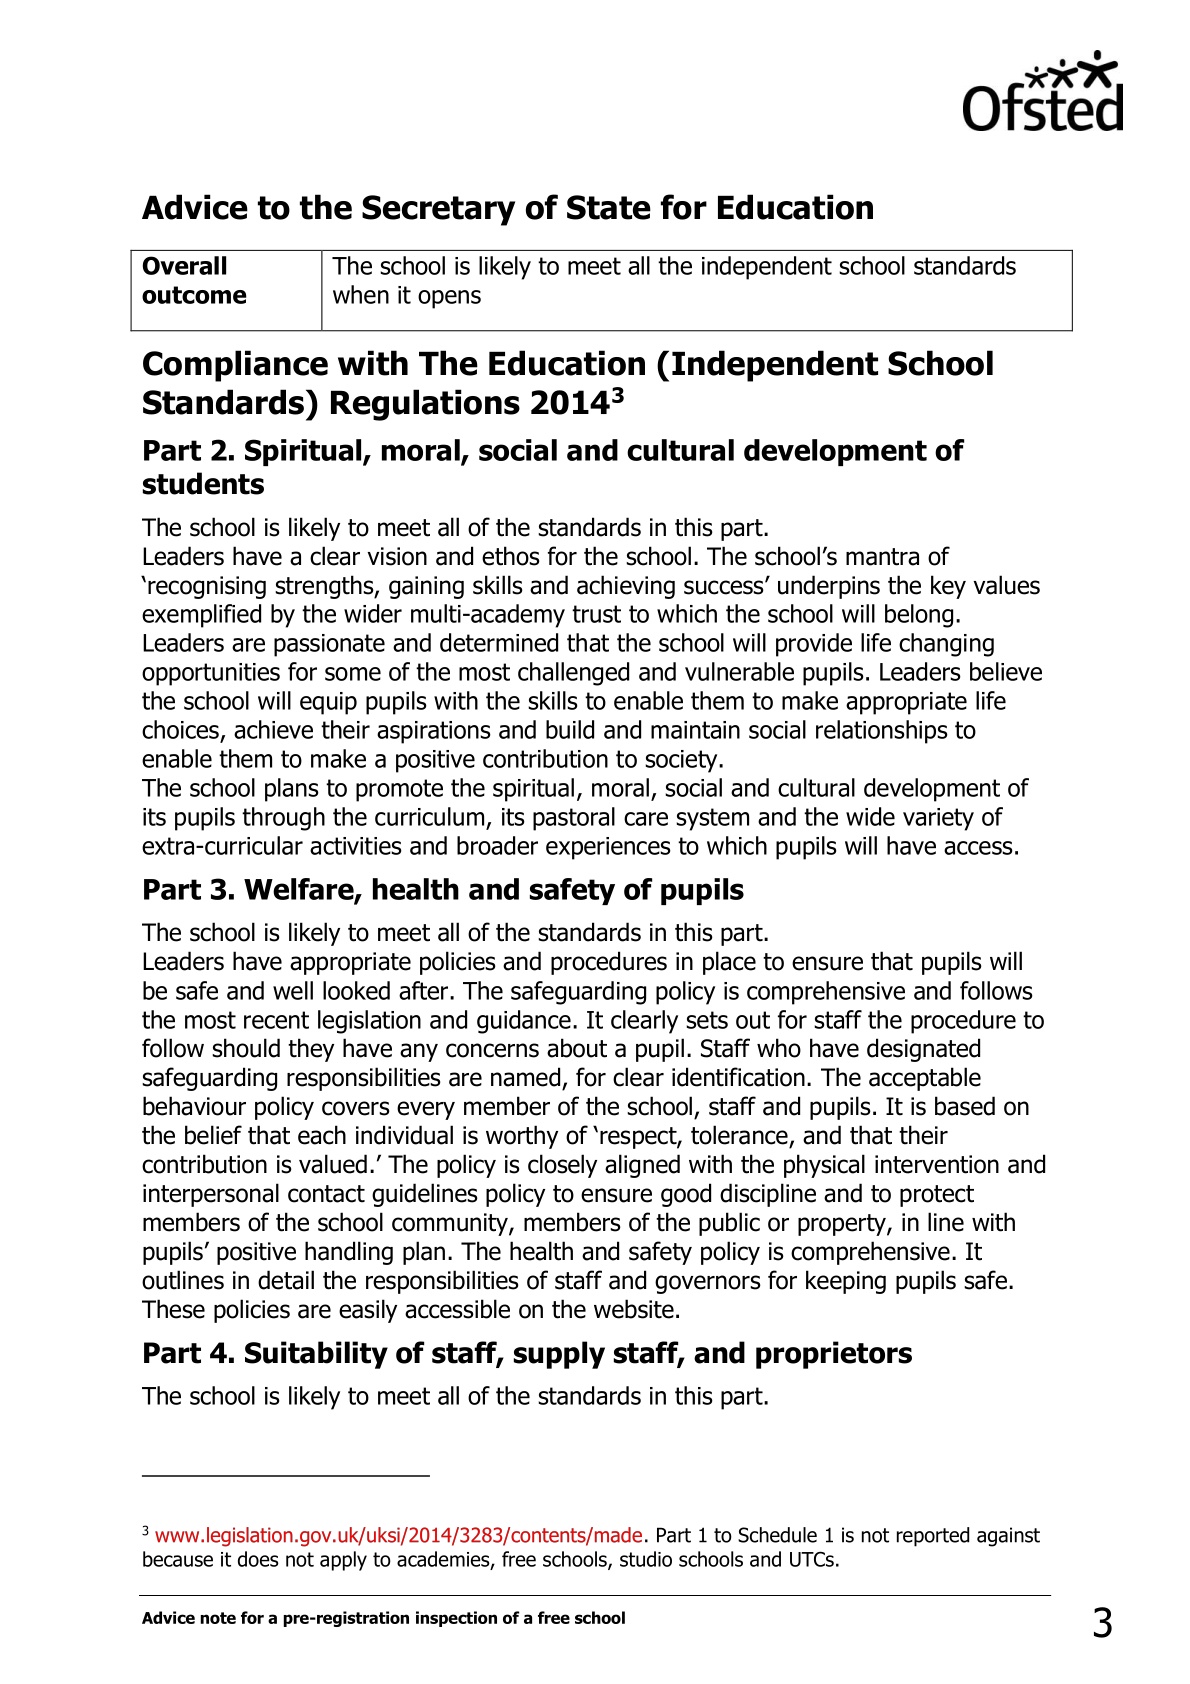 Ofsted
Advice to the Secretary of State for Education
Overall
outcome
The school is likely to meet all the independent school standards
when it opens
Compliance with The Education (Independent School
Standards) Regulations 2014³
Part 2. Spiritual, moral, social and cultural development of
students
The school is likely to meet all of the standards in this part.
Leaders have a clear vision and ethos for the school. The school’s mantra of
‘recognising strengths, gaining skills and achieving success’ underpins the key values
exemplified by the wider multi-academy trust to which the school will belong.
Leaders are passionate and determined that the school will provide life changing
opportunities for some of the most challenged and vulnerable pupils. Leaders believe
the school will equip pupils with the skills to enable them to make appropriate life
choices, achieve their aspirations and build and maintain social relationships to
enable them to make a positive contribution to society.
The school plans to promote the spiritual, moral, social and cultural development of
its pupils through the curriculum, its pastoral care system and the wide variety of
extra-curricular activities and broader experiences to which pupils will have access.
Part 3. Welfare, health and safety of pupils
The school is likely to meet all of the standards in this part.
Leaders have appropriate policies and procedures in place to ensure that pupils will
be safe and well looked after. The safeguarding policy is comprehensive and follows
the most recent legislation and guidance. It clearly sets out for staff the procedure to
follow should they have any concerns about a pupil. Staff who have designated
safeguarding responsibilities are named, for clear identification. The acceptable
behaviour policy covers every member of the school, staff and pupils. It is based on
the belief that each individual is worthy of ‘respect, tolerance, and that their
contribution is valued.’ The policy is closely aligned with the physical intervention and
interpersonal contact guidelines policy to ensure good discipline and to protect
members of the school community, members of the public or property, in line with
pupils’ positive handling plan. The health and safety policy is comprehensive. It
outlines in detail the responsibilities of staff and governors for keeping pupils safe.
These policies are easily accessible on the website.
Part 4. Suitability of staff, supply staff, and proprietors
The school is likely to meet all of the standards in this part.
³ www.legislation.gov.uk/uksi/2014/3283/contents/made. Part 1 to Schedule 1 is not reported against
because it does not apply to academies, free schools, studio schools and UTCs.
Advice note for a pre-registration inspection of a free school
3